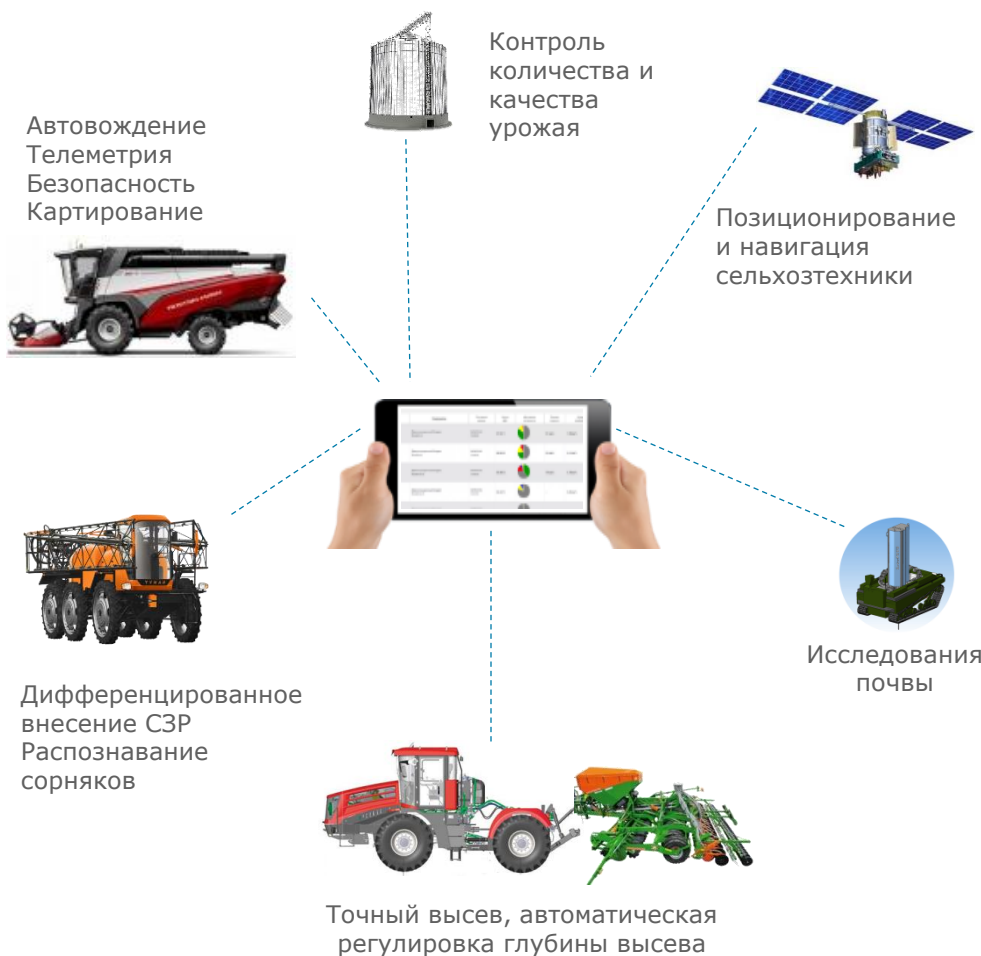 Контроль
количества и
качества
урожая
Автовождение
Телеметрия
Безопасность
Картирование
Позиционирование
и навигация
сельхозтехники
Исследования
почвы
Дифференцированное
внесение СЗР
Распознавание
сорняков
Точный высев, автоматическая
регулировка глубины высева